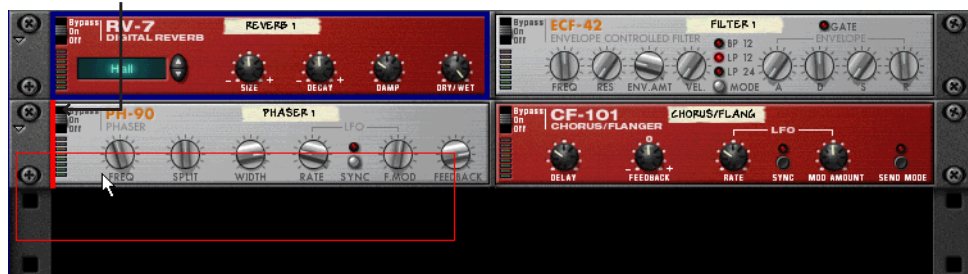 Bypass On Off RV-7 DIGITAL REVERB REVERB 1
Hall
SIZE DECAY DAMP DRY/WET
- + - +
Bypass On Off ECF-42 ENVELOPE CONTROLLED FILTER FILTER 1 GATE
BP 12 ENVELOPE
LP 12
LP 24
FREQ RES ENV.AMT VEL. MODE A D S R
Bypass On Off PH-90 PHASER PHASER 1
LFO
FREQ SPLIT WIDTH RATE SYNC F.MOD FEEDBACK
Bypass On Off CF-101 CHORUS/FLANGER CHORUS/FLANG
LFO
0
- +
DELAY FEEDBACK RATE SYNC MOD AMOUNT SEND MODE